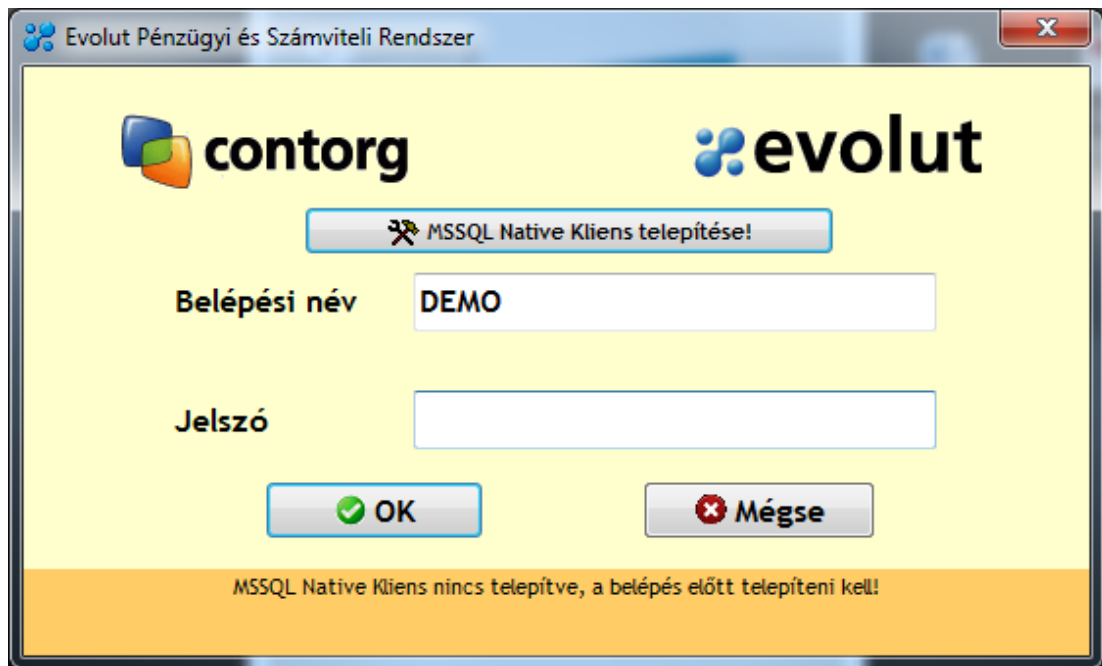 Evolut Pénzügyi és Számviteli Rendszer
contorg
evolut
MSSQL Native Kliens telepítése!
Belépési név
DEMO
Jelszó
OK
Mégse
MSSQL Native Kliens nincs telepítve, a belépés előtt telepíteni kell!